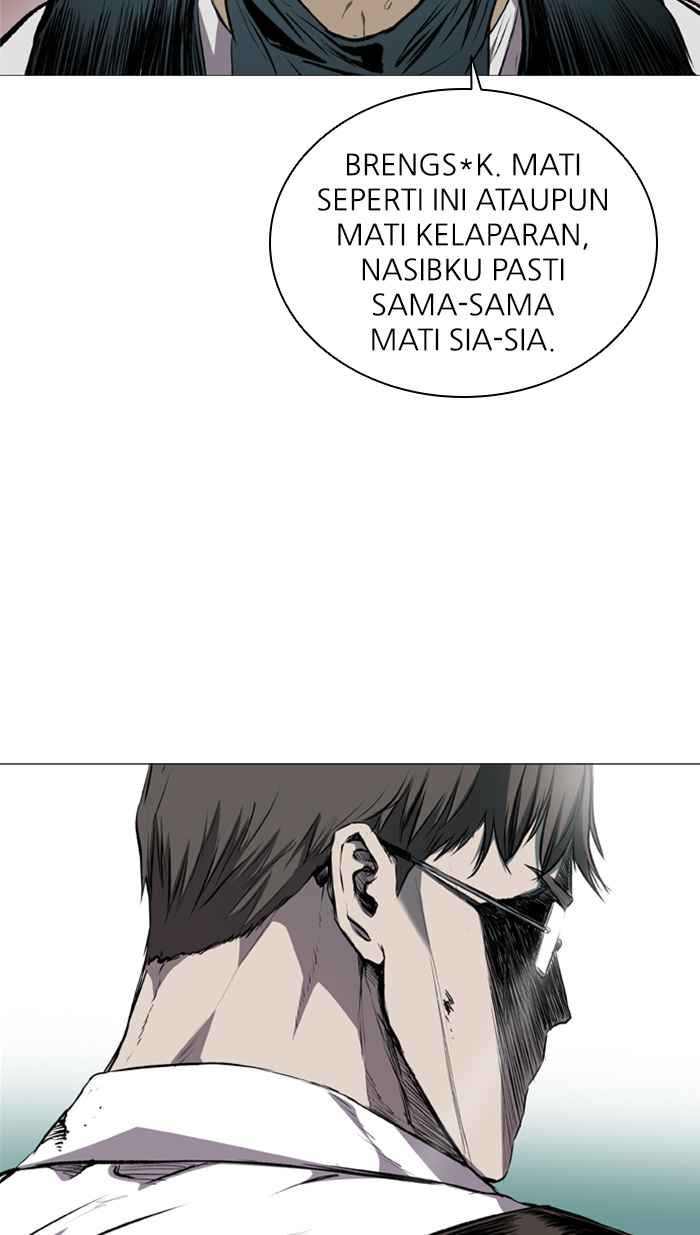 BRENGS*K. MATI
SEPERTI INI ATAUPUN
MATI KELAPARAN,
NASIBKU PASTI
SAMA-SAMA
MATI SIA-SIA.